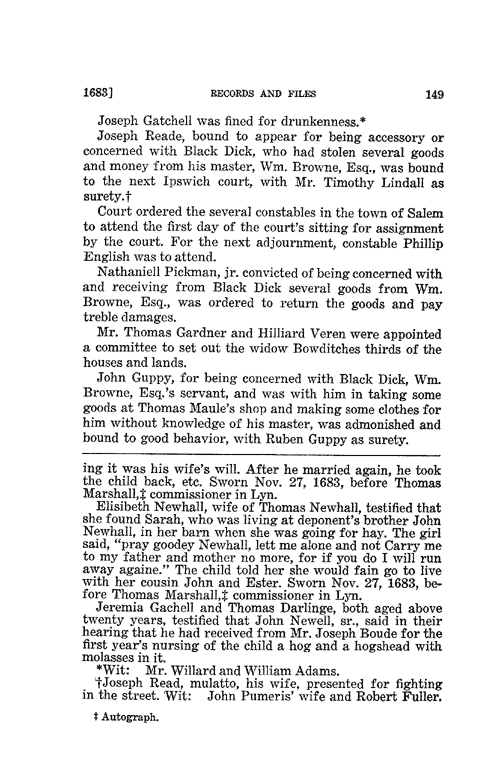 1683] RECORDS AND FILES 149
Joseph Gatchell was fined for drunkenness.*
Joseph Reade, bound to appear for being accessory or
concerned with Black Dick, who had stolen several goods
and money from his master, Wm. Browne, Esq., was bound
to the next Ipswich court, with Mr. Timothy Lindall as
surety.†
Court ordered the several constables in the town of Salem
to attend the first day of the court's sitting for assignment
by the court. For the next adjournment, constable Phillip
English was to attend.
Nathaniell Pickman, jr. convicted of being concerned with
and receiving from Black Dick several goods from Wm.
Browne, Esq., was ordered to return the goods and pay
treble damages.
Mr. Thomas Gardner and Hilliard Veren were appointed
a committee to set out the widow Bowditches thirds of the
houses and lands.
John Guppy, for being concerned with Black Dick, Wm.
Browne, Esq.'s servant, and was with him in taking some
goods at Thomas Maule's shop and making some clothes for
him without knowledge of his master, was admonished and
bound to good behavior, with Ruben Guppy as surety.
ing it was his wife's will. After he married again, he took
the child back, etc. Sworn Nov. 27, 1683, before Thomas
Marshall,‡ commissioner in Lyn.
Elisibeth Newhall, wife of Thomas Newhall, testified that
she found Sarah, who was living at deponent's brother John
Newhall, in her barn when she was going for hay. The girl
said, "pray goodey Newhall, lett me alone and not Carry me
to my father and mother no more, for if you do I will run
away againe." The child told her she would fain go to live
with her cousin John and Ester. Sworn Nov. 27, 1683, be-
fore Thomas Marshall,‡ commissioner in Lyn.
Jeremia Gachell and Thomas Darlinge, both aged above
twenty years, testified that John Newell, sr., said in their
hearing that he had received from Mr. Joseph Boude for the
first year's nursing of the child a hog and a hogshead with
molasses in it.
*Wit: Mr. Willard and William Adams.
†Joseph Read, mulatto, his wife, presented for fighting
in the street. Wit: John Pumeris' wife and Robert Fuller.
‡ Autograph.